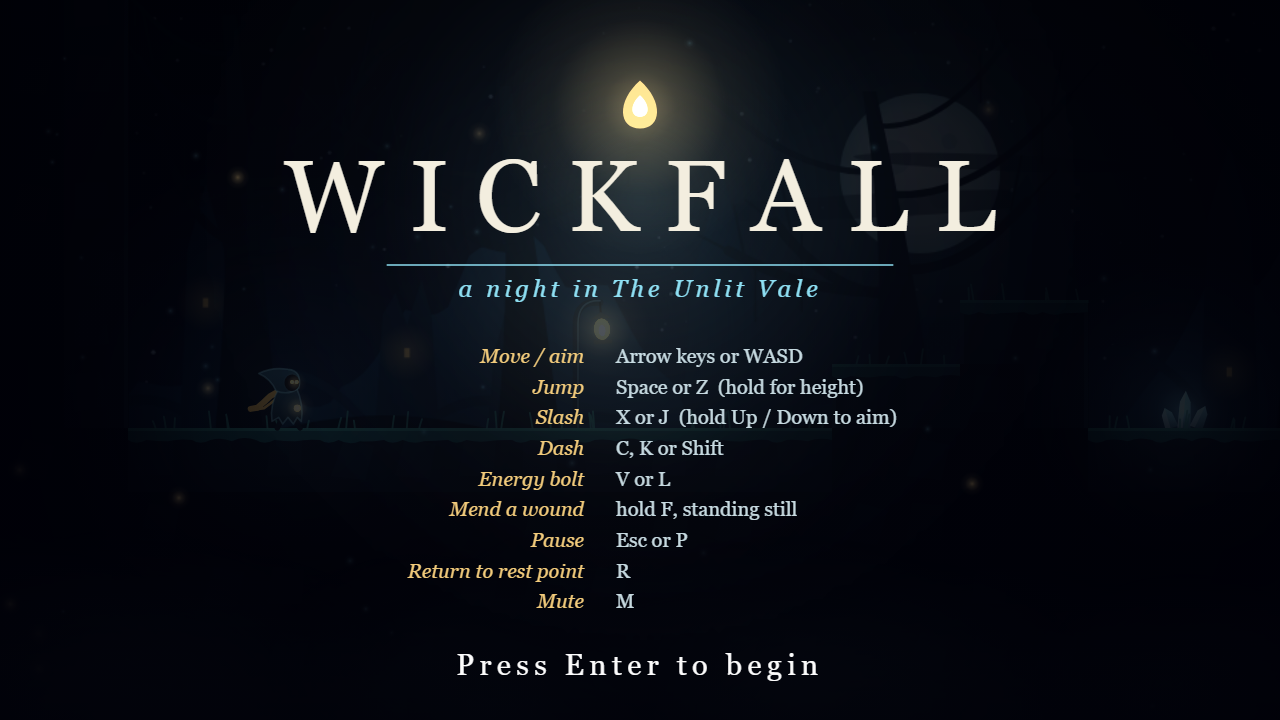 WICKFALL
a night in The Unlit Vale
Move / aim Arrow keys or WASD
Jump Space or Z (hold for height)
Slash X or J (hold Up / Down to aim)
Dash C, K or Shift
Energy bolt V or L
Mend a wound hold F, standing still
Pause Esc or P
Return to rest point R
Mute M
Press Enter to begin